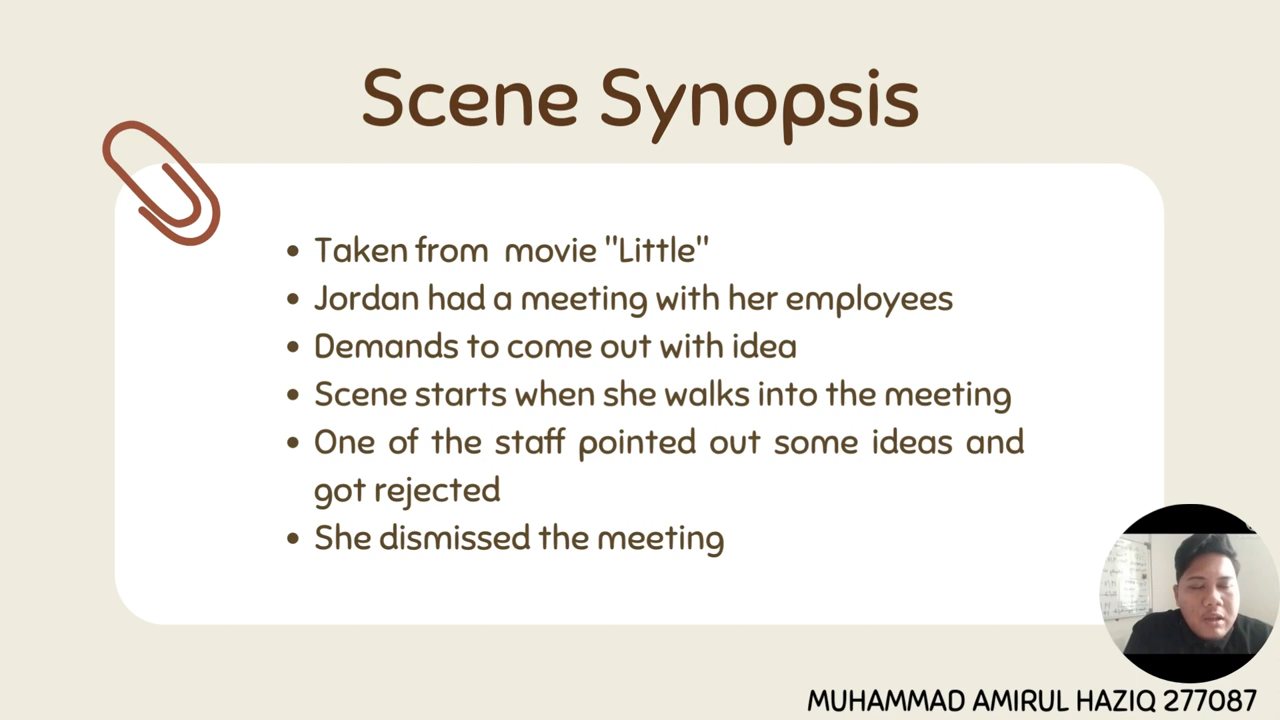 Scene Synopsis
• Taken from movie "Little"
• Jordan had a meeting with her employees
• Demands to come out with idea
• Scene starts when she walks into the meeting
• One of the staff pointed out some ideas and
got rejected
• She dismissed the meeting
MUHAMMAD AMIRUL HAZIQ 277087